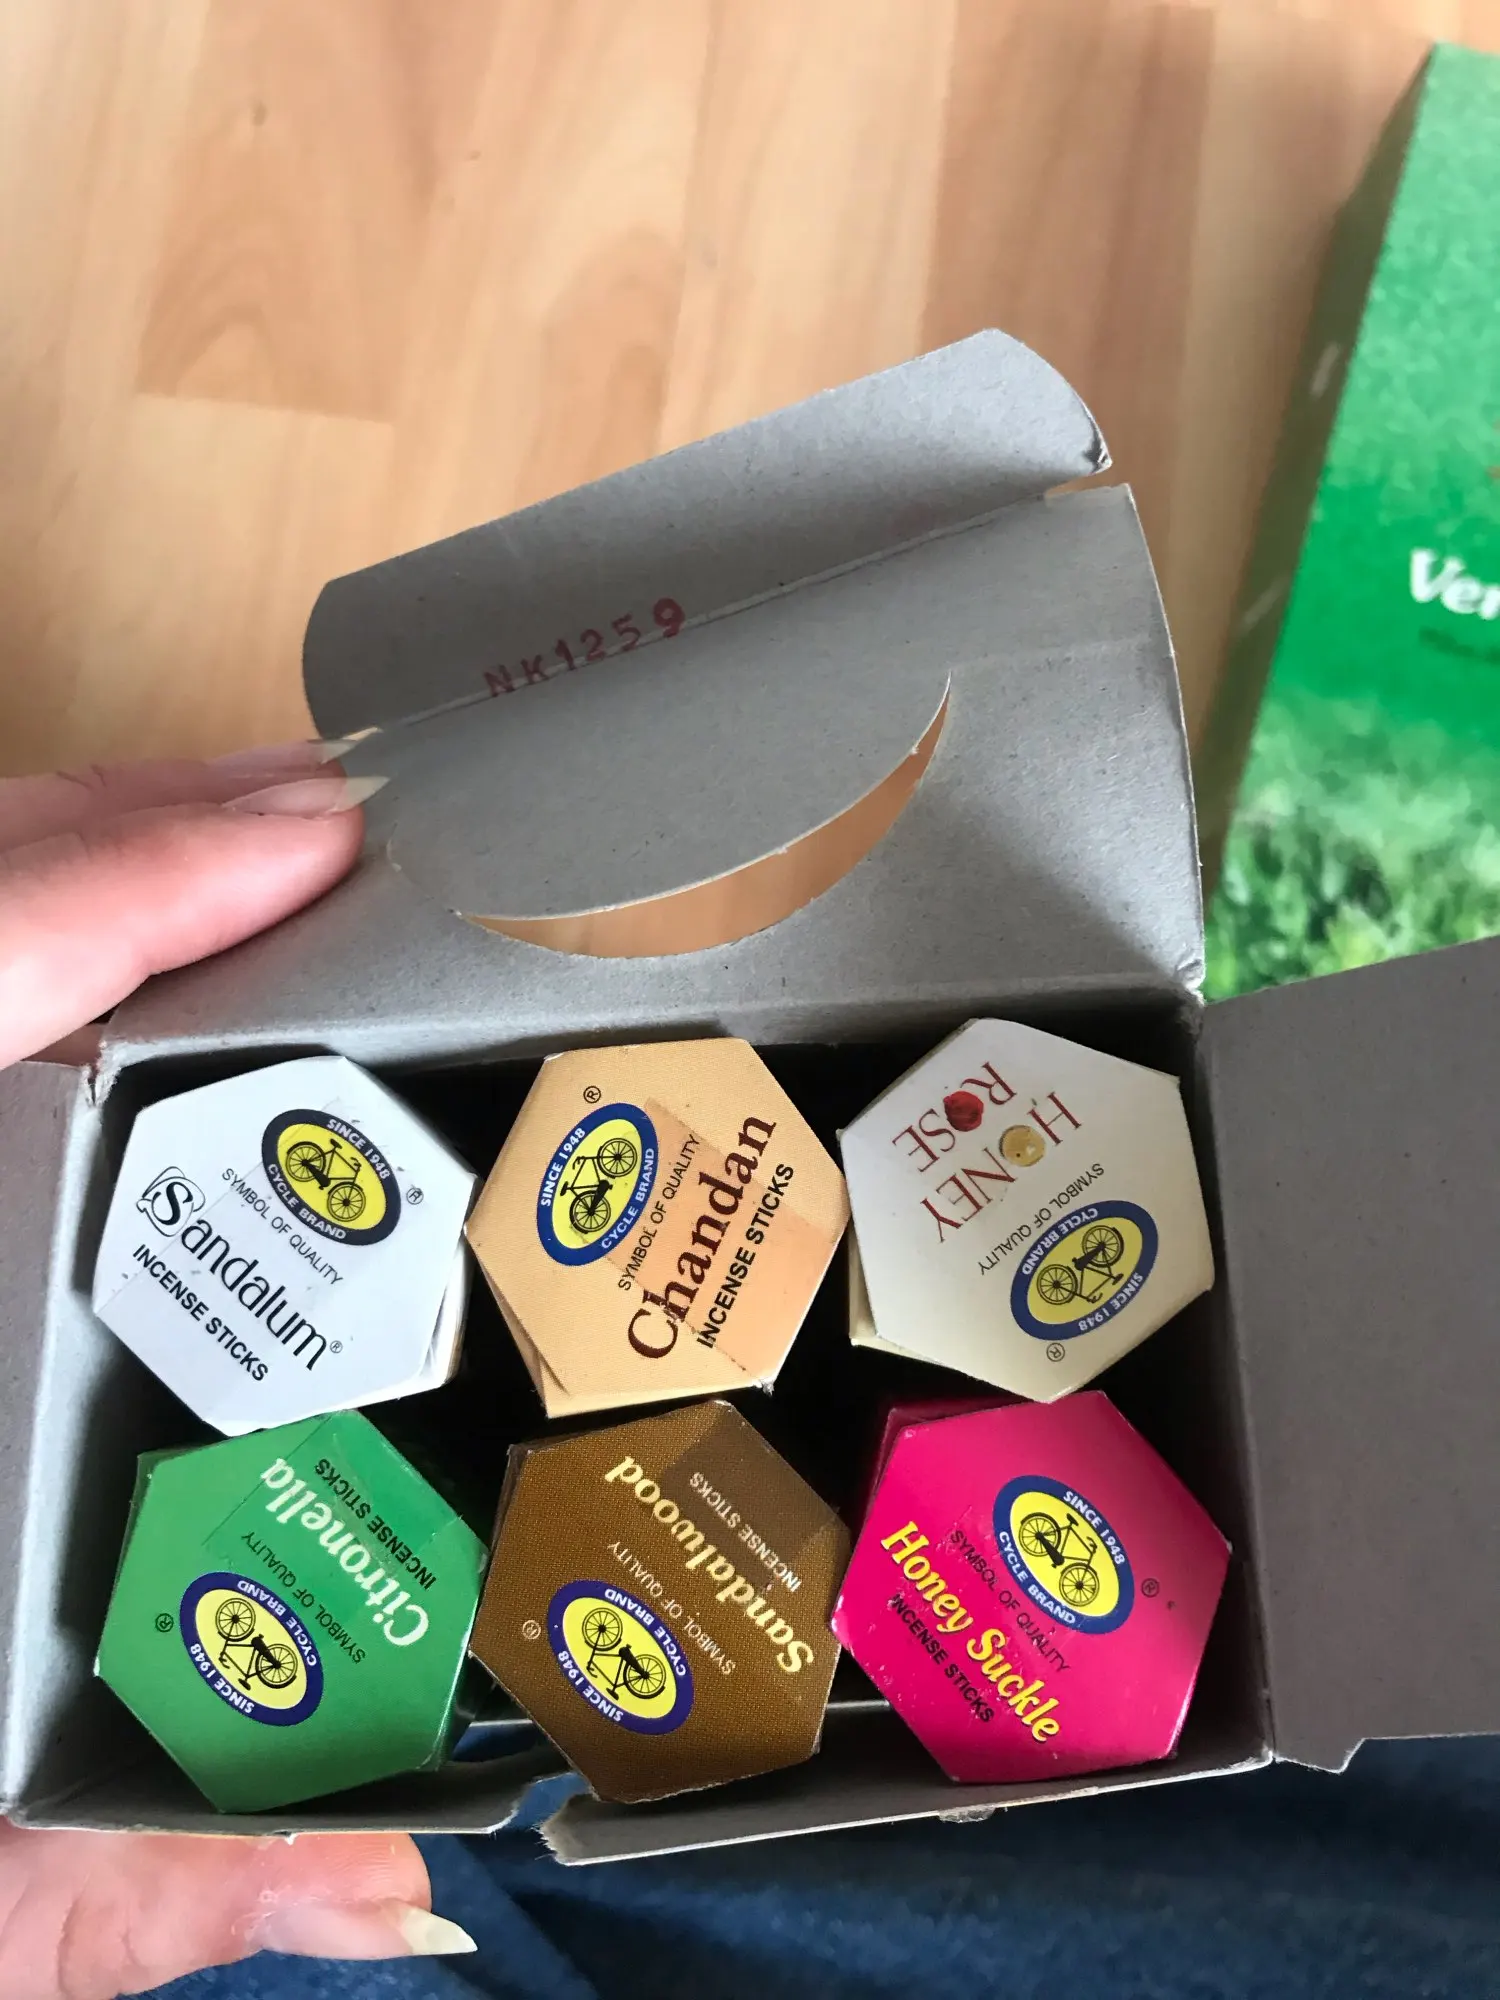 NK1259
Ver
SINCE 1948
CYCLE BRAND
®
SYMBOL OF QUALITY
Sandalum®
INCENSE STICKS
®
SINCE 1948
CYCLE BRAND
SYMBOL OF QUALITY
Chandan
INCENSE STICKS
HONEY
ROSE
SYMBOL OF QUALITY
CYCLE BRAND
SINCE 1948
®
Citronella
INCENSE STICKS
SYMBOL OF QUALITY
CYCLE BRAND
SINCE 1948
®
Sandalwood
INCENSE STICKS
SYMBOL OF QUALITY
CYCLE BRAND
SINCE 1948
®
SINCE 1948
CYCLE BRAND
®
SYMBOL OF QUALITY
Honey Suckle
INCENSE STICKS